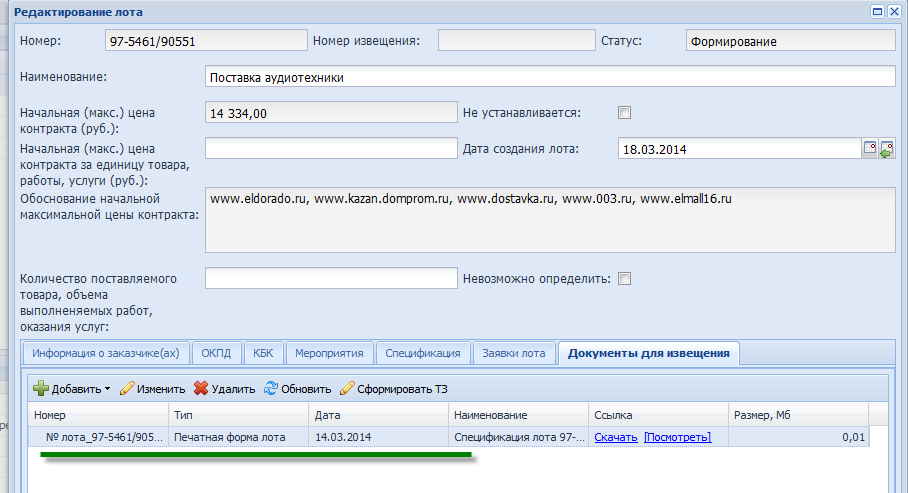 Редактирование лота
Номер: 97-5461/90551 Номер извещения: Статус: Формирование
Наименование: Поставка аудиотехники
Начальная (макс.) цена контракта (руб.): 14 334,00 Не устанавливается:
Начальная (макс.) цена контракта за единицу товара, работы, услуги (руб.): Дата создания лота: 18.03.2014
Обоснование начальной максимальной цены контракта: www.eldorado.ru, www.kazan.domprom.ru, www.dostavka.ru, www.003.ru, www.elmall16.ru
Количество поставляемого товара, объема выполненяемых работ, оказания услуг: Невозможно определить:
Информация о заказчике(ах) ОКПД КБК Мероприятия Спецификация Заявки лота Документы для извещения
Добавить Изменить Удалить Обновить Сформировать ТЗ
Номер Тип Дата Наименование Ссылка Размер, Мб
№ лота_97-5461/905... Печатная форма лота 14.03.2014 Спецификация лота 97-... Скачать [Посмотреть] 0,01